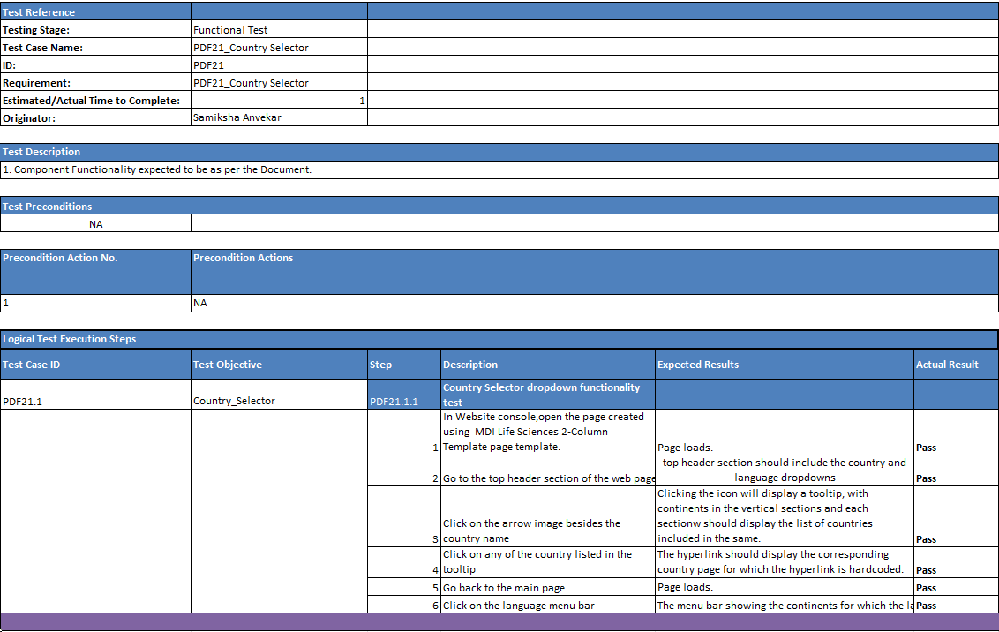 Test Reference
Testing Stage: Functional Test
Test Case Name: PDF21_Country Selector
ID: PDF21
Requirement: PDF21_Country Selector
Estimated/Actual Time to Complete: 1
Originator: Samiksha Anvekar
Test Description
1. Component Functionality expected to be as per the Document.
Test Preconditions
NA
Precondition Action No. Precondition Actions
1 NA
Logical Test Execution Steps
Test Case ID Test Objective Step Description Expected Results Actual Result
PDF21.1 Country_Selector PDF21.1.1 Country Selector dropdown functionality
test
In Website console,open the page created
using MDI Life Sciences 2-Column
1 Template page template. Page loads. Pass
top header section should include the country and
2 Go to the top header section of the web page language dropdowns Pass
Clicking the icon will display a tooltip, with
continents in the vertical sections and each
Click on the arrow image besides the sectionw should display the list of countries
3 country name included in the same. Pass
Click on any of the country listed in the The hyperlink should display the corresponding
4 tooltip country page for which the hyperlink is hardcoded. Pass
5 Go back to the main page Page loads. Pass
6 Click on the language menu bar The menu bar showing the continents for which the Pass